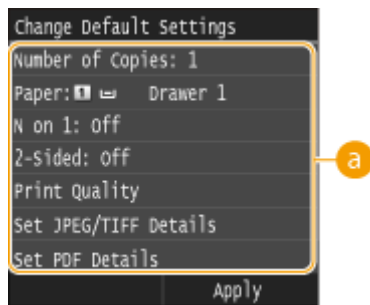 Change Default Settings
Number of Copies: 1
Paper: 1 Drawer 1
N on 1: Off
2-Sided: Off
Print Quality
Set JPEG/TIFF Details
Set PDF Details
Apply
a